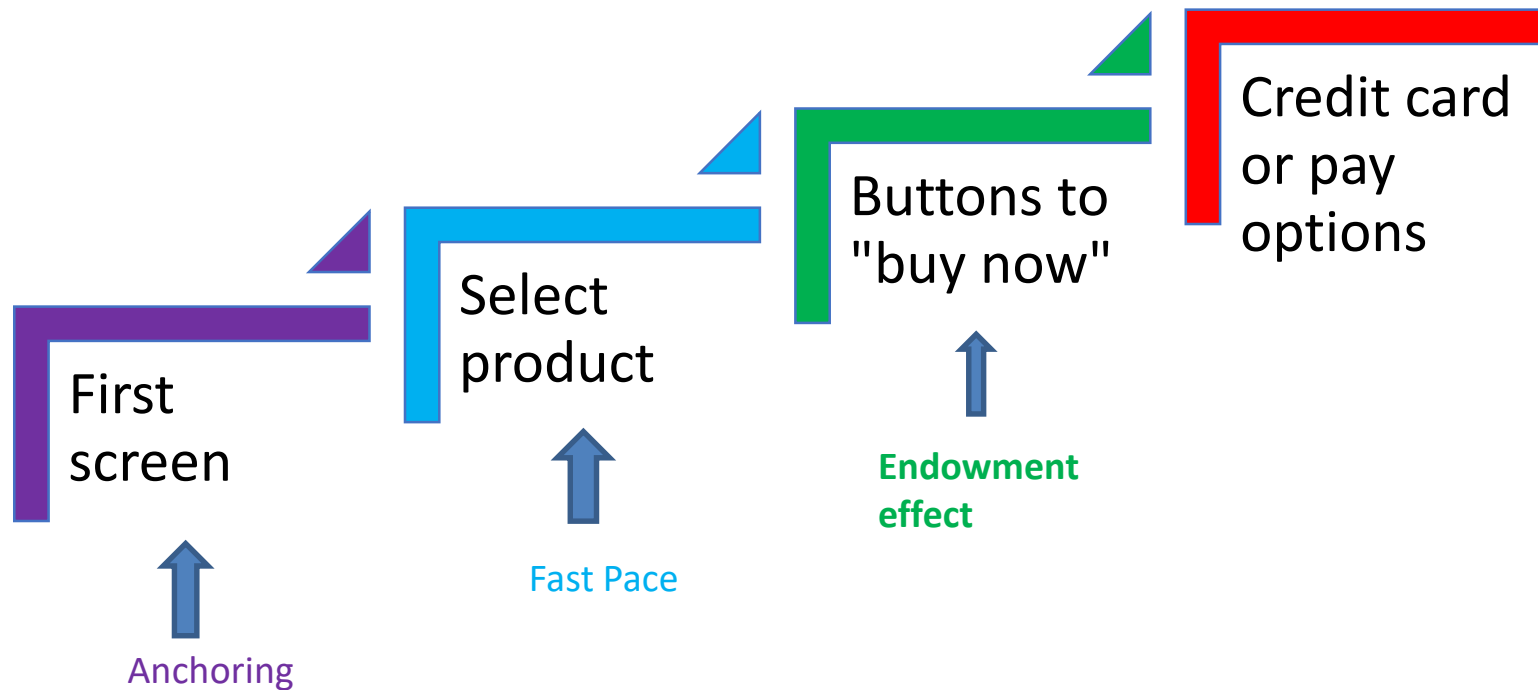 First
screen
Anchoring
Select
product
Fast Pace
Buttons to
"buy now"
Endowment
effect
Credit card
or pay
options